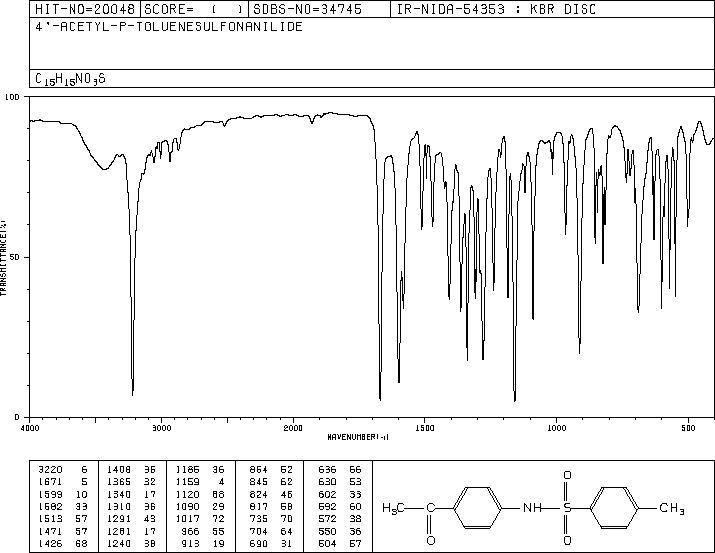 HIT-NO=20048 SCORE= ( ) SDBS-NO=34745 IR-NIDA-54353 : KBR DISC
4'-ACETYL-P-TOLUENESULFONANILIDE
C15H15NO3S
100
TRANSMITTANCE(%)
50
0
4000 3000 2000 1500 1000 500
WAVENUMBER(-1)
3220 6 1408 36 1186 36 864 52 636 66
1671 5 1365 32 1159 4 845 62 630 53
1599 10 1340 17 1120 68 824 46 602 33
1582 33 1310 36 1090 29 817 58 592 60
1513 57 1291 43 1017 72 735 70 572 38
1471 57 1281 17 966 55 704 64 550 36
1426 68 1240 38 913 19 690 31 504 57
H3C
O
NH
O
S
O
CH3